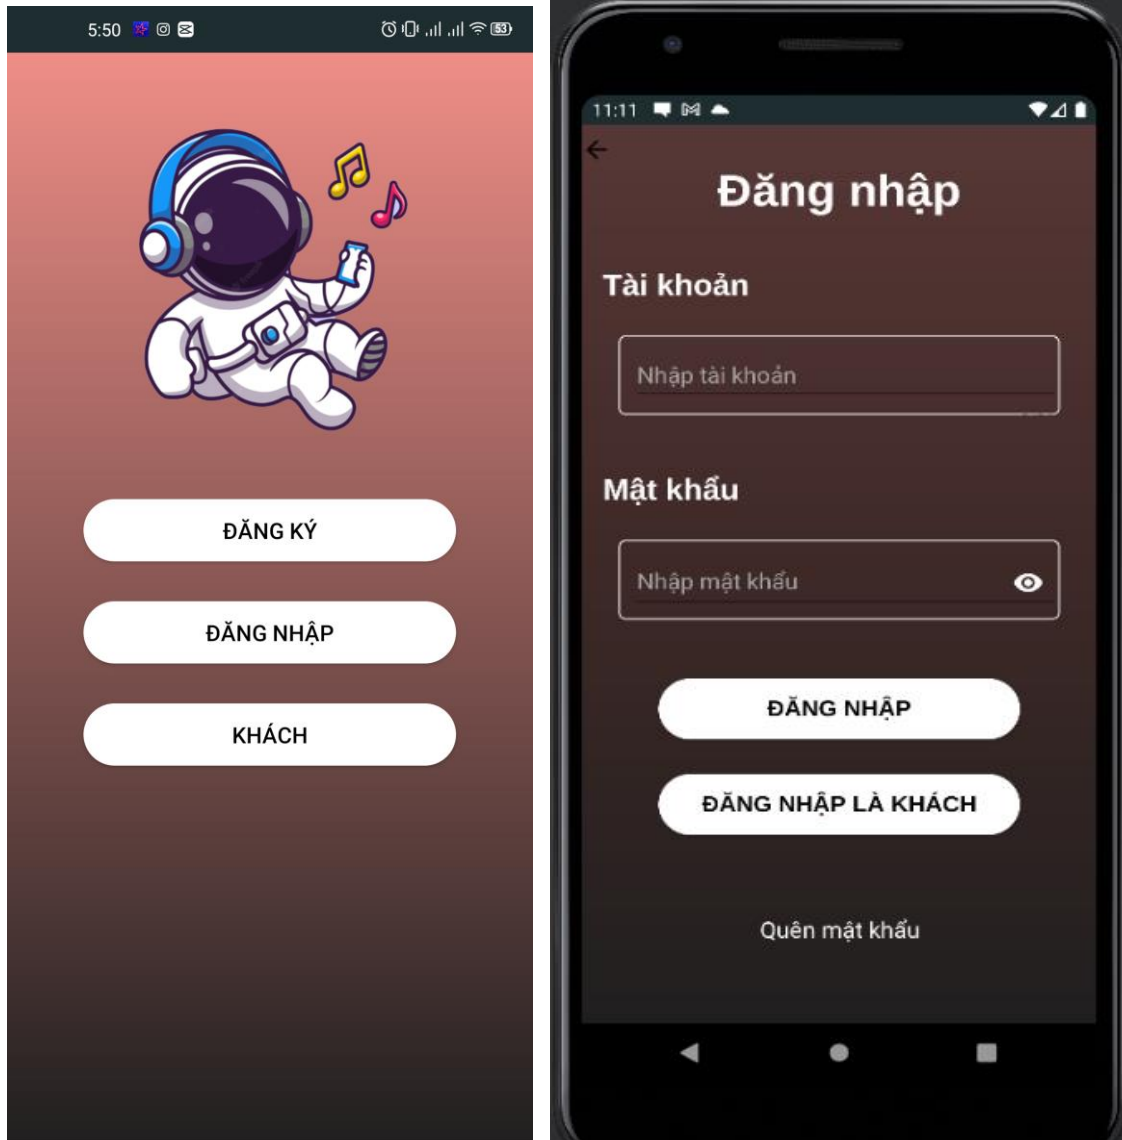 5:50
53
ĐĂNG KÝ
ĐĂNG NHẬP
KHÁCH
11:11
Đăng nhập
Tài khoản
Nhập tài khoản
Mật khẩu
Nhập mật khẩu
ĐĂNG NHẬP
ĐĂNG NHẬP LÀ KHÁCH
Quên mật khẩu